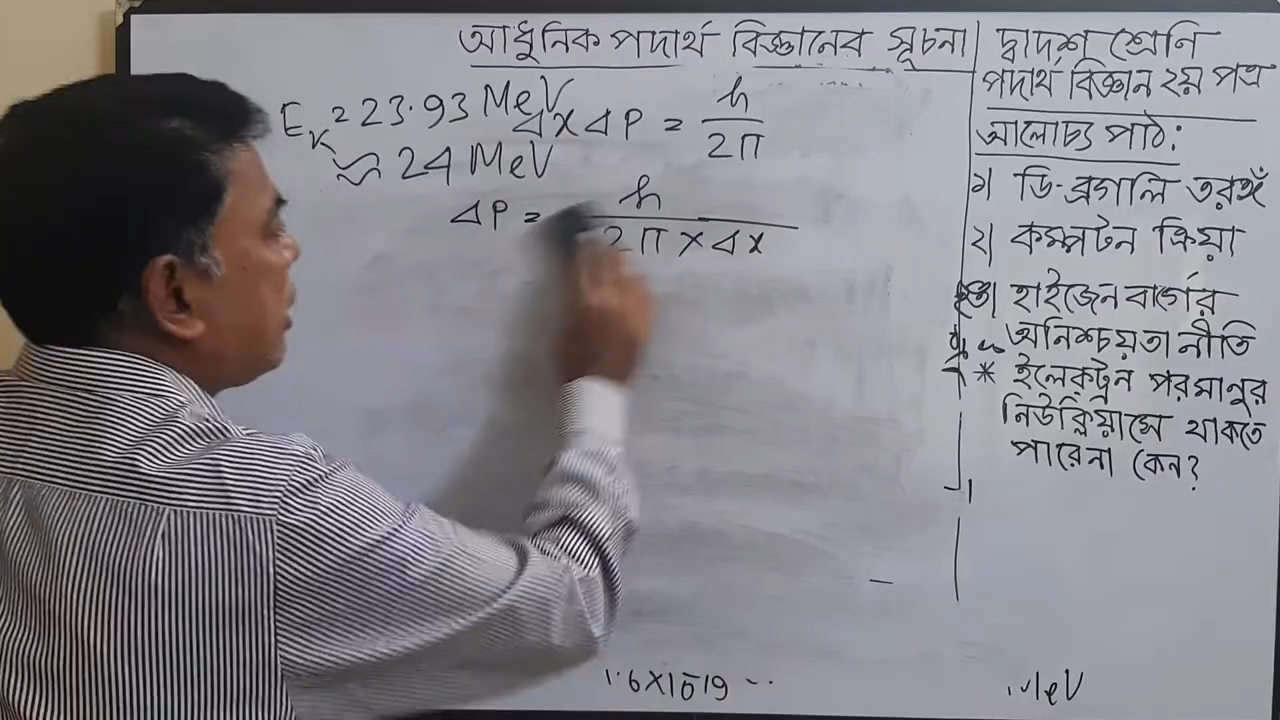 আধুনিক পদার্থ বিজ্ঞানের সূচনা
E_K = 23.93 MeV
≈ 24 MeV
Δx ΔP = h/2π
ΔP = h/2π × Δx
1.6×10^-19
MeV
দ্বাদশ শ্রেণি
পদার্থ বিজ্ঞান ২য় পত্র
আলোচ্য পাঠ:
১। ডি-ব্রগলি তরঙ্গঁ
২। কম্পটন ক্রিয়া
৩। হাইজেন বার্গের
অনিশ্চয়তা নীতি
* ইলেকট্রন পরমানুর
নিউক্লিয়াসে থাকতে
পারেনা কেন?